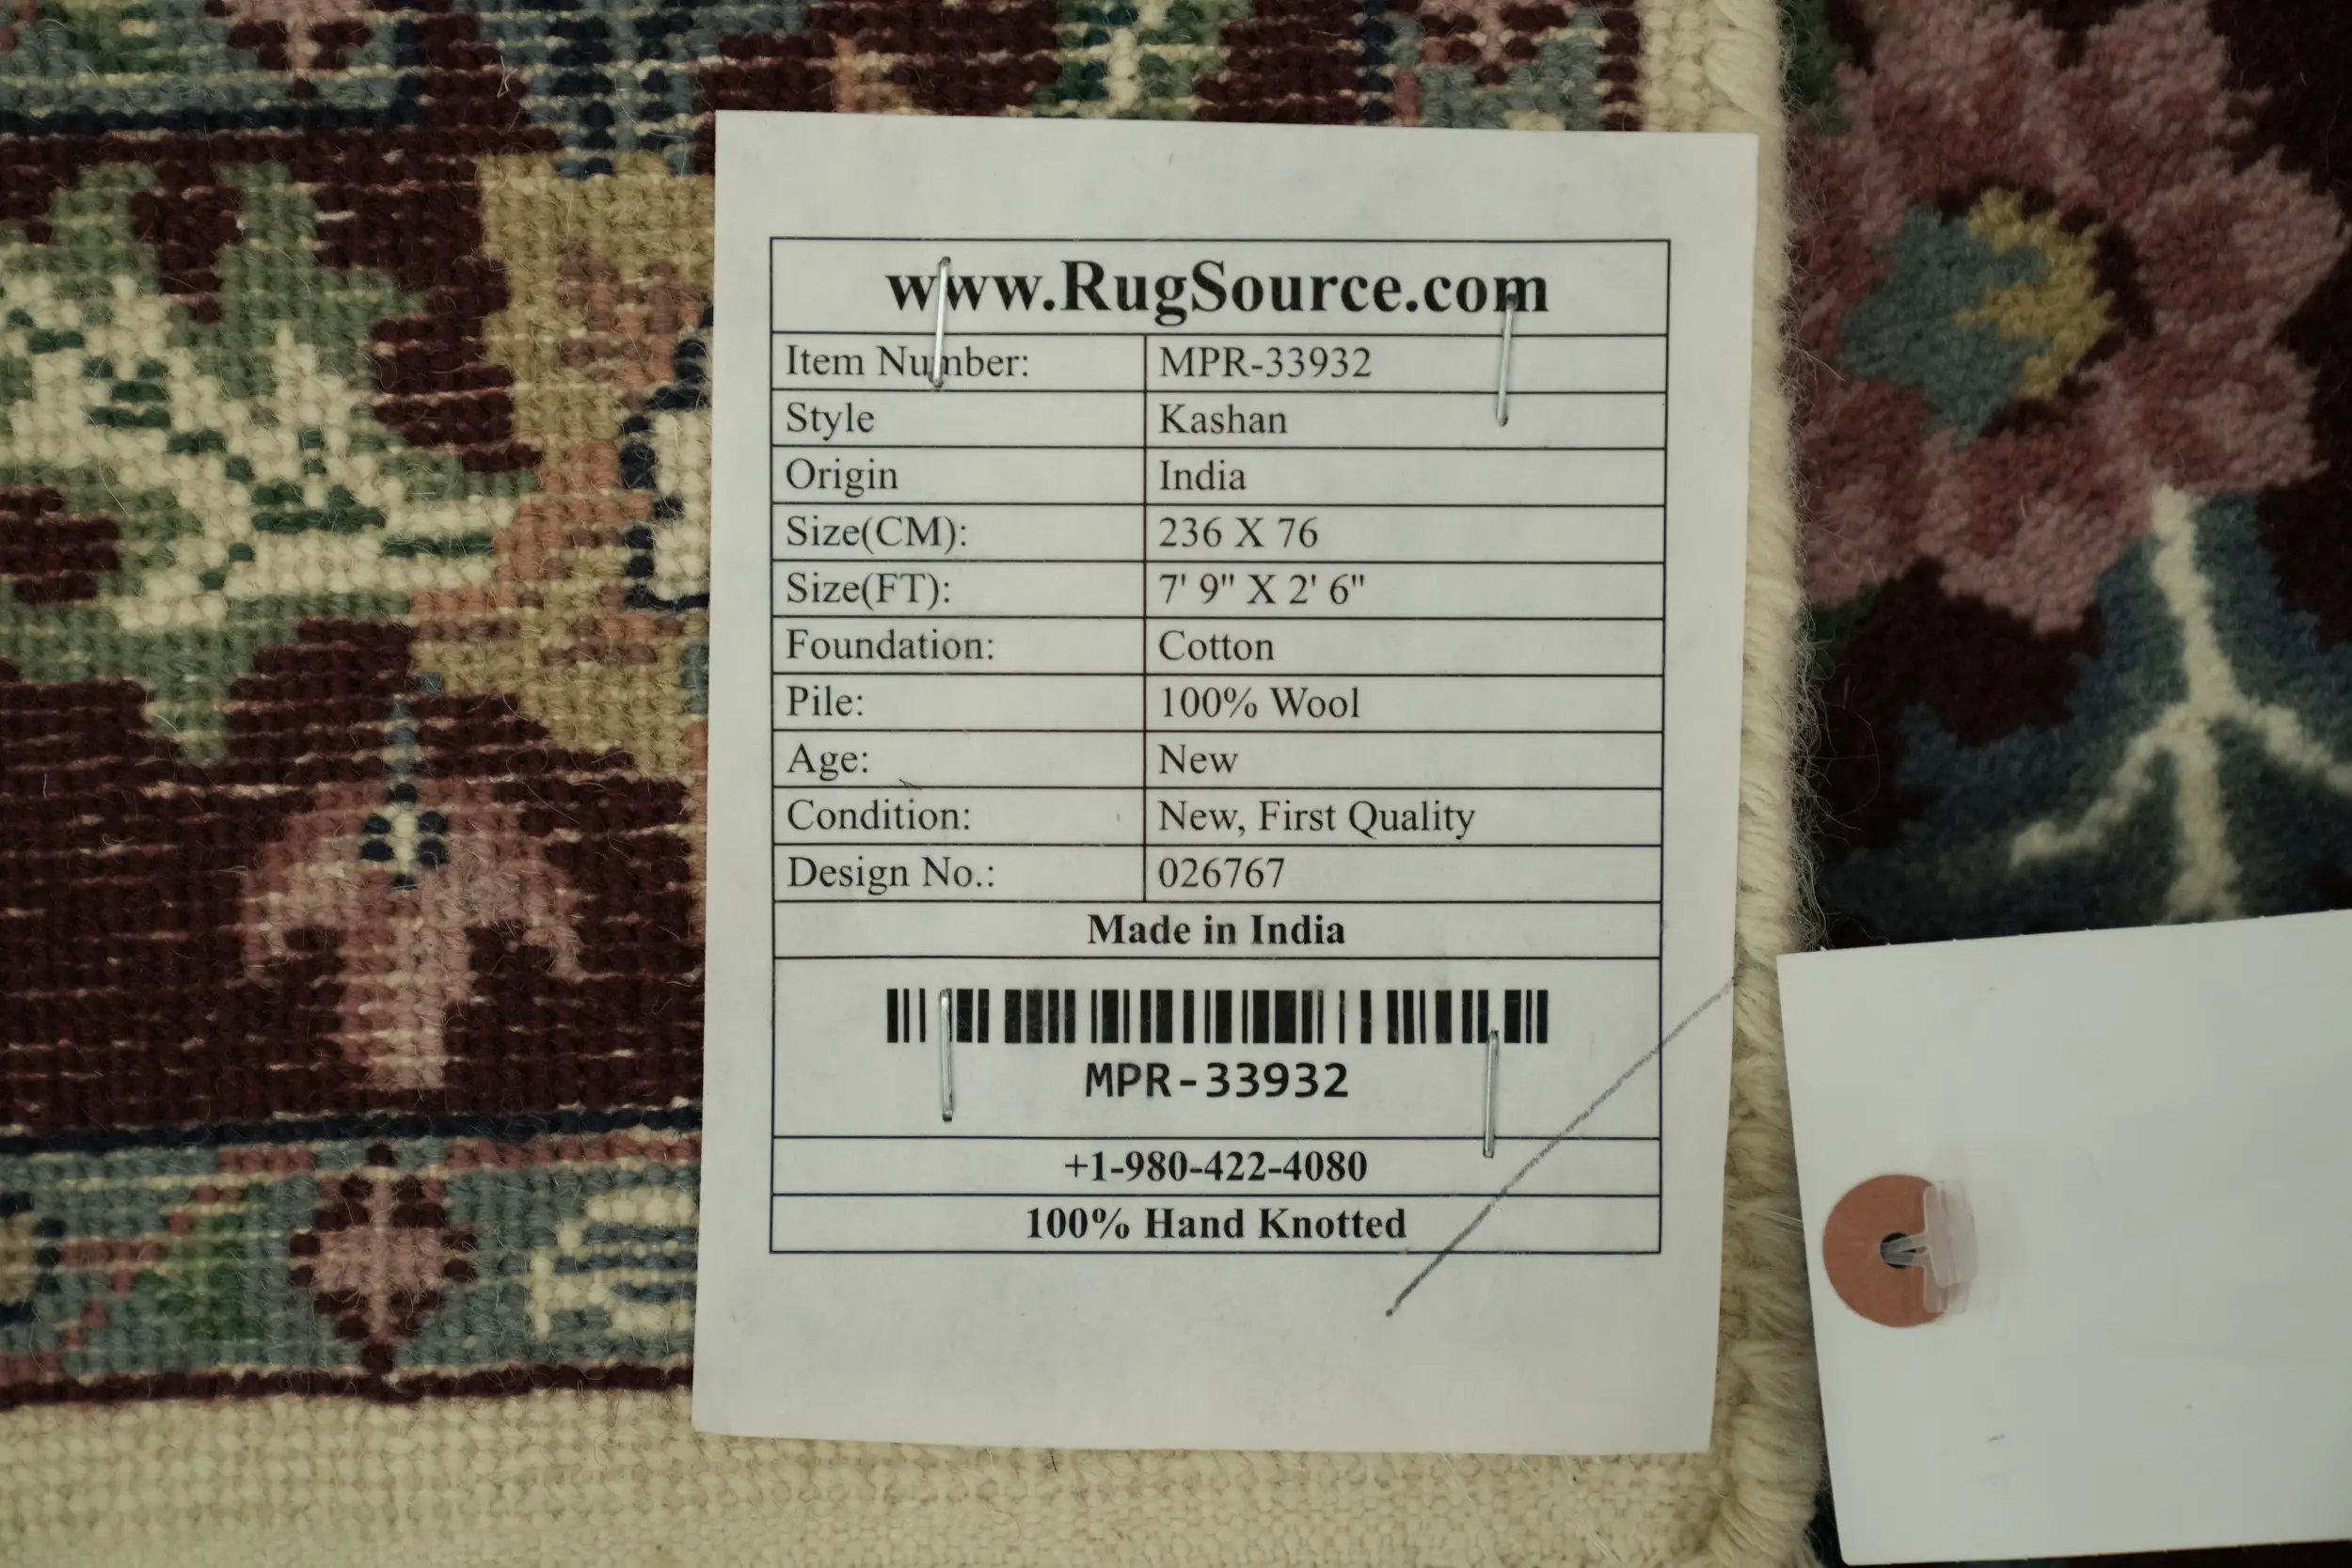 www.RugSource.com
Item Number: MPR-33932
Style Kashan
Origin India
Size(CM): 236 X 76
Size(FT): 7' 9" X 2' 6"
Foundation: Cotton
Pile: 100% Wool
Age: New
Condition: New, First Quality
Design No.: 026767
Made in India
MPR-33932
+1-980-422-4080
100% Hand Knotted